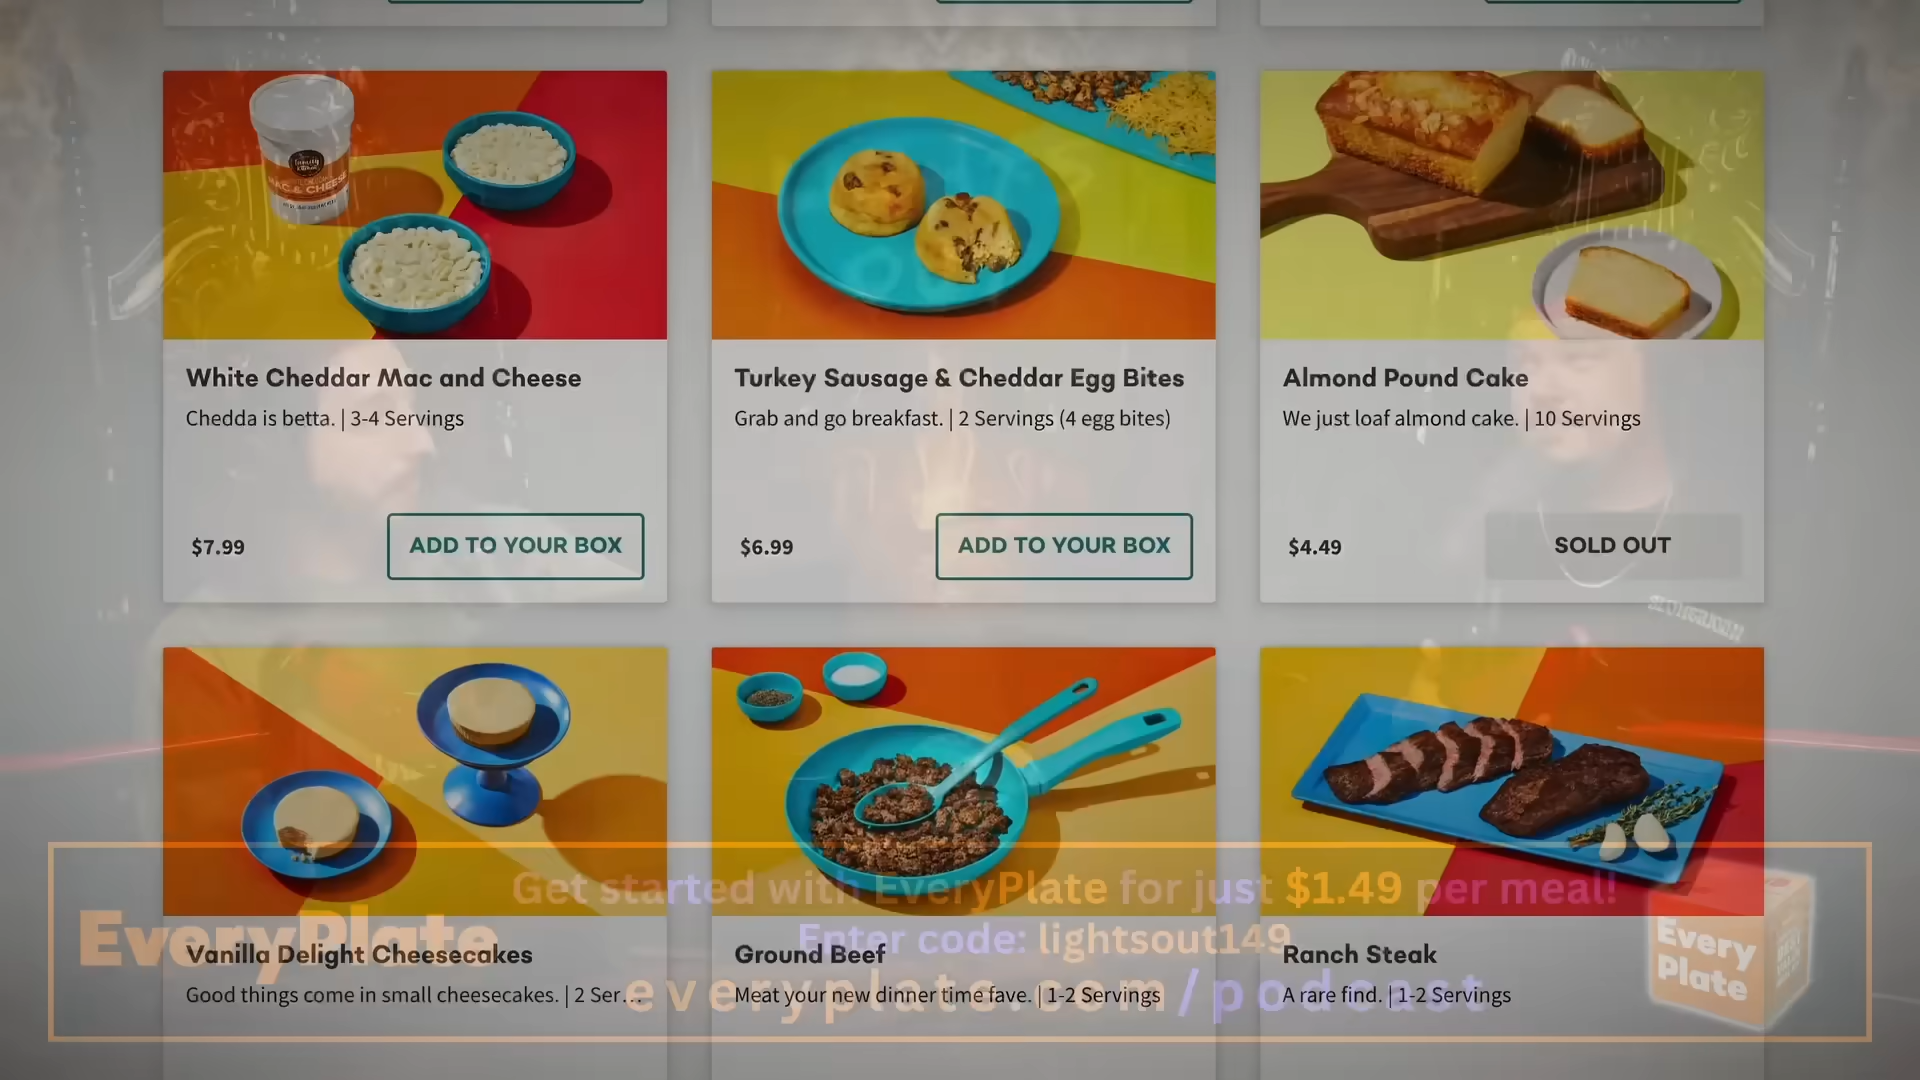 MAC & CHEESE
White Cheddar Mac and Cheese
Chedda is betta. | 3-4 Servings
$7.99
ADD TO YOUR BOX
Turkey Sausage & Cheddar Egg Bites
Grab and go breakfast. | 2 Servings (4 egg bites)
$6.99
ADD TO YOUR BOX
Almond Pound Cake
We just loaf almond cake. | 10 Servings
$4.49
SOLD OUT
Vanilla Delight Cheesecakes
Good things come in small cheesecakes. | 2 Ser...
Ground Beef
Meat your new dinner time fave. | 1-2 Servings
Ranch Steak
A rare find. | 1-2 Servings
EveryPlate
Get started with EveryPlate for just $1.49 per meal!
Enter code: lightsout149
everyplate.com/podcast
Every
Plate